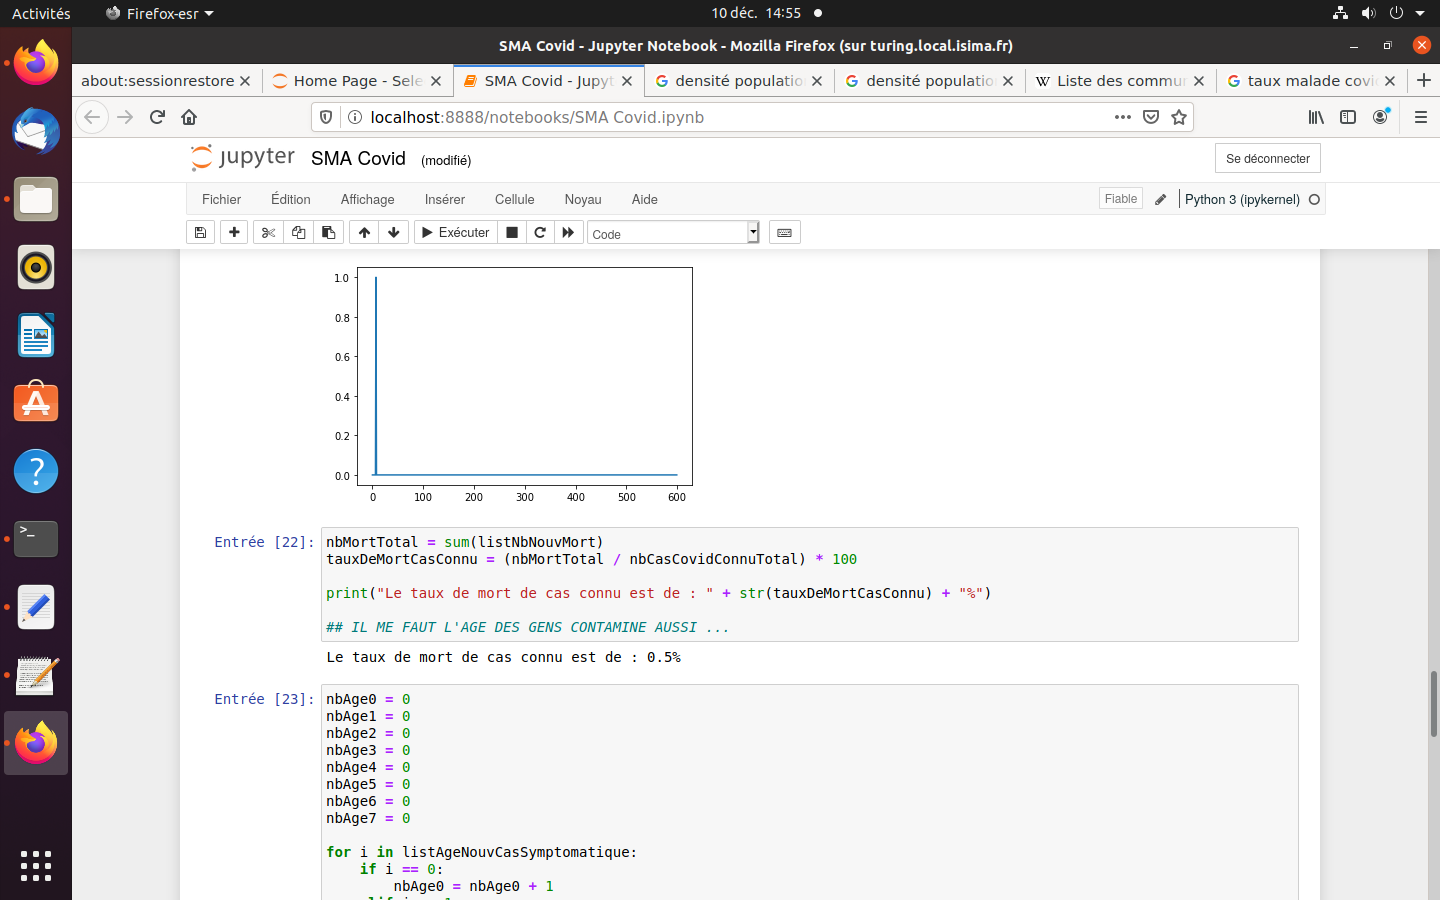 Activités
Firefox-esr
10 déc. 14:55
SMA Covid - Jupyter Notebook - Mozilla Firefox (sur turing.local.isima.fr)
about:sessionrestore
Home Page - Sele
SMA Covid - Jupyt
densité populatio
densité populatio
Liste des commu
taux malade covi
localhost:8888/notebooks/SMA Covid.ipynb
jupyter SMA Covid (modifié)
Se déconnecter
Fichier Édition Affichage Insérer Cellule Noyau Aide
Fiable
Python 3 (ipykernel)
Exécuter
Code
1.0
0.8
0.6
0.4
0.2
0.0
0 100 200 300 400 500 600
Entrée [22]:
nbMortTotal = sum(listNbNouvMort)
tauxDeMortCasConnu = (nbMortTotal / nbCasCovidConnuTotal) * 100
print("Le taux de mort de cas connu est de : " + str(tauxDeMortCasConnu) + "%")
## IL ME FAUT L'AGE DES GENS CONTAMINE AUSSI ...
Le taux de mort de cas connu est de : 0.5%
Entrée [23]:
nbAge0 = 0
nbAge1 = 0
nbAge2 = 0
nbAge3 = 0
nbAge4 = 0
nbAge5 = 0
nbAge6 = 0
nbAge7 = 0
for i in listAgeNouvCasSymptomatique:
if i == 0:
nbAge0 = nbAge0 + 1